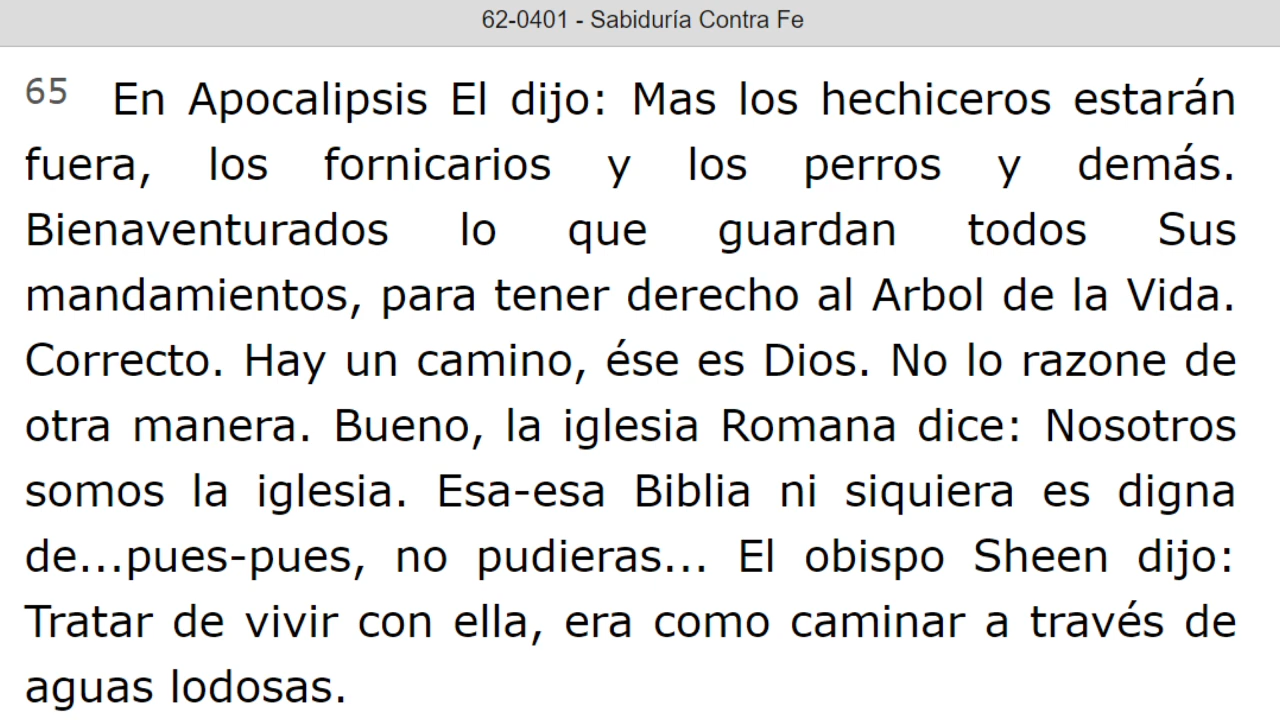 62-0401 - Sabiduría Contra Fe
65 En Apocalipsis El dijo: Mas los hechiceros estarán
fuera, los fornicarios y los perros y demás.
Bienaventurados lo que guardan todos Sus
mandamientos, para tener derecho al Arbol de la Vida.
Correcto. Hay un camino, ése es Dios. No lo razone de
otra manera. Bueno, la iglesia Romana dice: Nosotros
somos la iglesia. Esa-esa Biblia ni siquiera es digna
de...pues-pues, no pudieras... El obispo Sheen dijo:
Tratar de vivir con ella, era como caminar a través de
aguas lodosas.